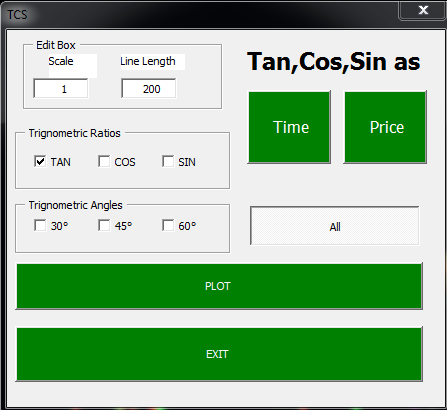 TCS
Edit Box
Scale Line Length
1 200
Tan,Cos,Sin as
Time Price
Trignometric Ratios
TAN COS SIN
Trignometric Angles
30° 45° 60°
All
PLOT
EXIT